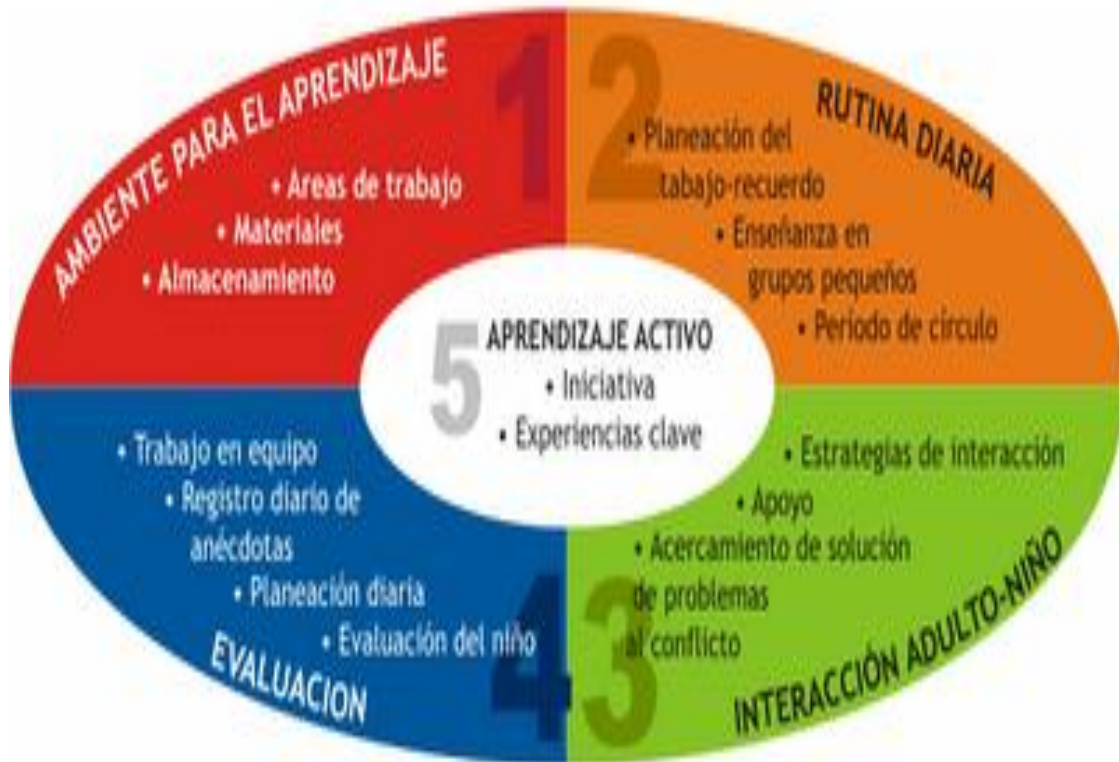 1
AMBIENTE PARA EL APRENDIZAJE
• Areas de trabajo
• Materiales
• Almacenamiento
2
RUTINA DIARIA
• Planeación del
tabajo-recuerdo
• Enseñanza en
grupos pequeños
• Período de círculo
3
• Estrategias de interacción
• Apoyo
• Acercamiento de solución
de problemas
al conflicto
INTERACCIÓN ADULTO-NIÑO
4
• Trabajo en equipo
• Registro diario de
anécdotas
• Planeación diaria
• Evaluación del niño
EVALUACION
5
APRENDIZAJE ACTIVO
• Iniciativa
• Experiencias clave